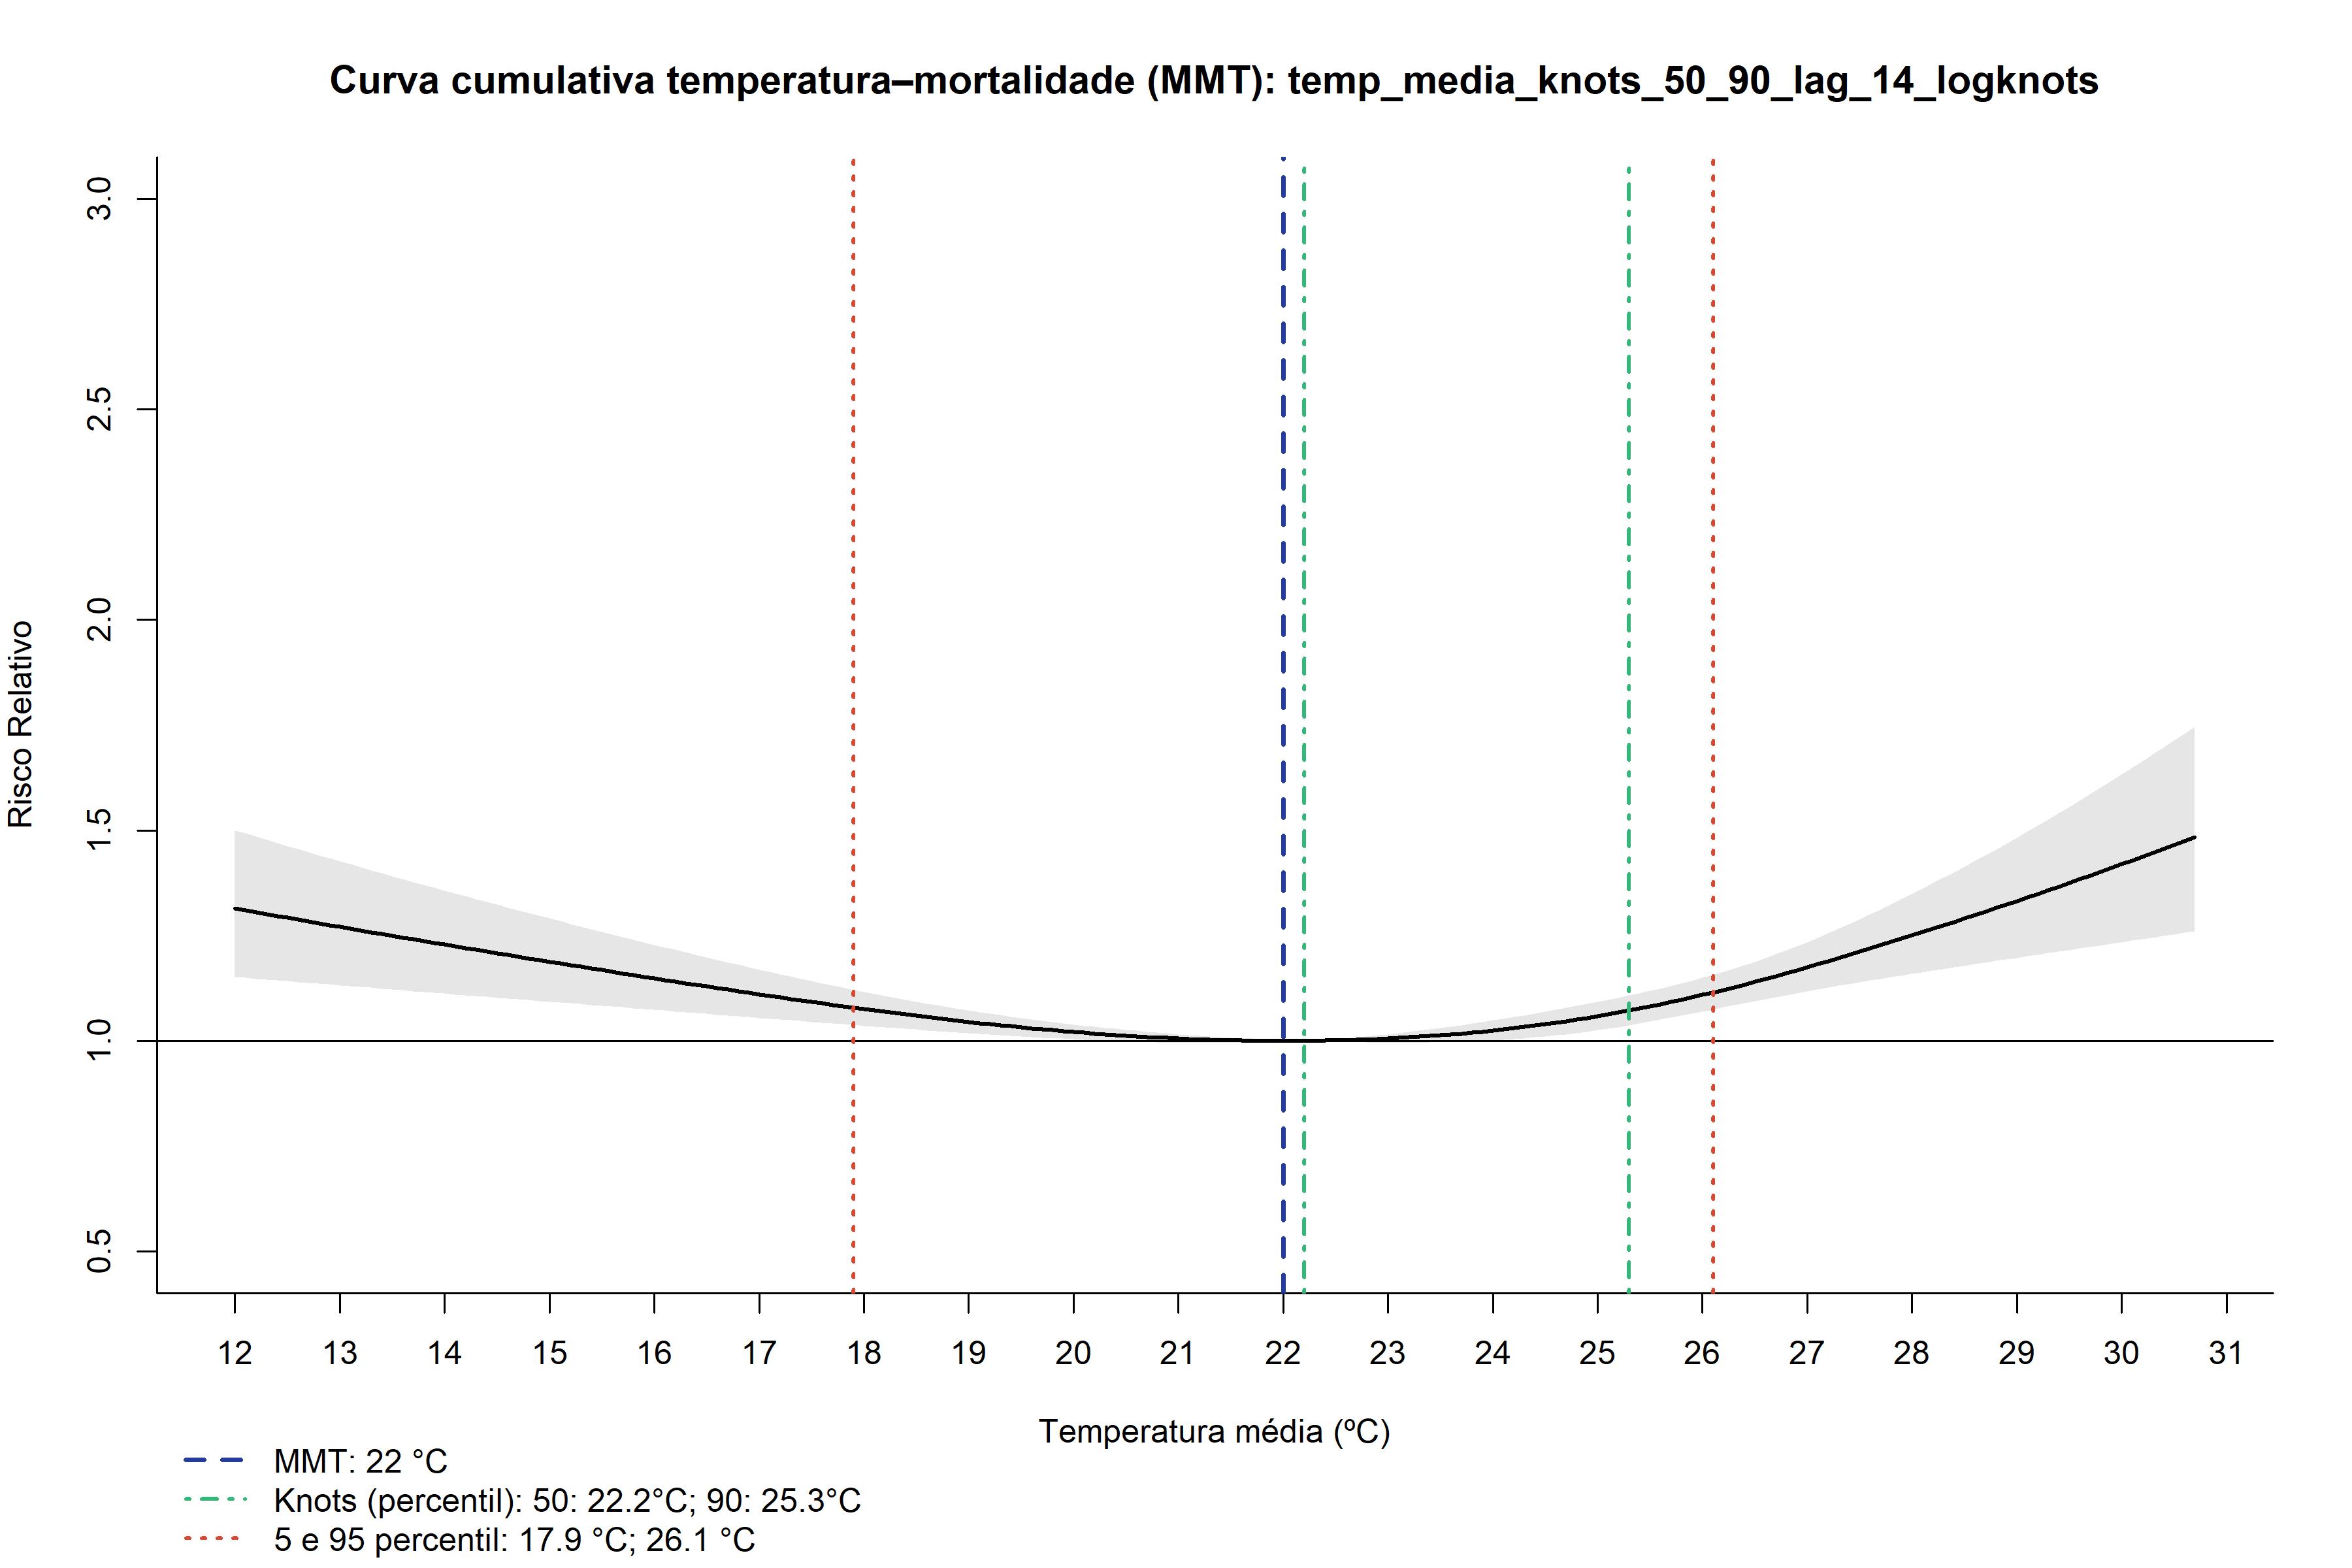 Curva cumulativa temperatura–mortalidade (MMT): temp_media_knots_50_90_lag_14_logknots
3.0
2.5
2.0
1.5
1.0
0.5
Risco Relativo
12 13 14 15 16 17 18 19 20 21 22 23 24 25 26 27 28 29 30 31
Temperatura média (ºC)
MMT: 22 °C
Knots (percentil): 50: 22.2°C; 90: 25.3°C
5 e 95 percentil: 17.9 °C; 26.1 °C